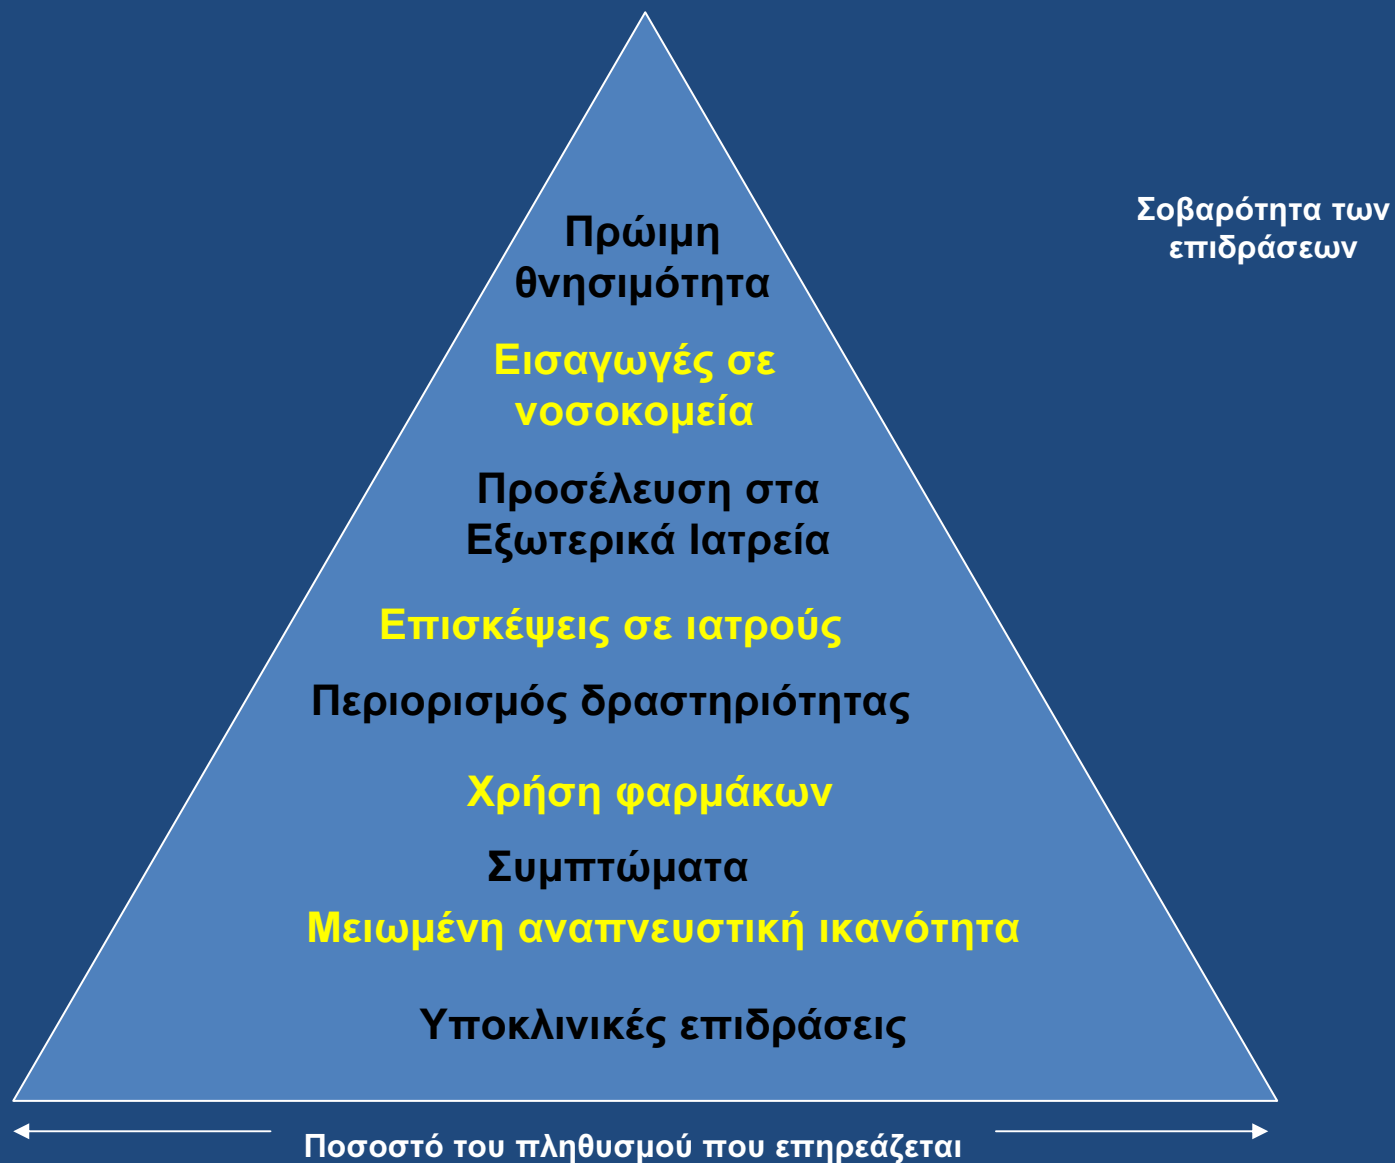 Πρώιμη
θνησιμότητα
Εισαγωγές σε
νοσοκομεία
Προσέλευση στα
Εξωτερικά Ιατρεία
Επισκέψεις σε ιατρούς
Περιορισμός δραστηριότητας
Χρήση φαρμάκων
Συμπτώματα
Μειωμένη αναπνευστική ικανότητα
Υποκλινικές επιδράσεις
Σοβαρότητα των
επιδράσεων
Ποσοστό του πληθυσμού που επηρεάζεται